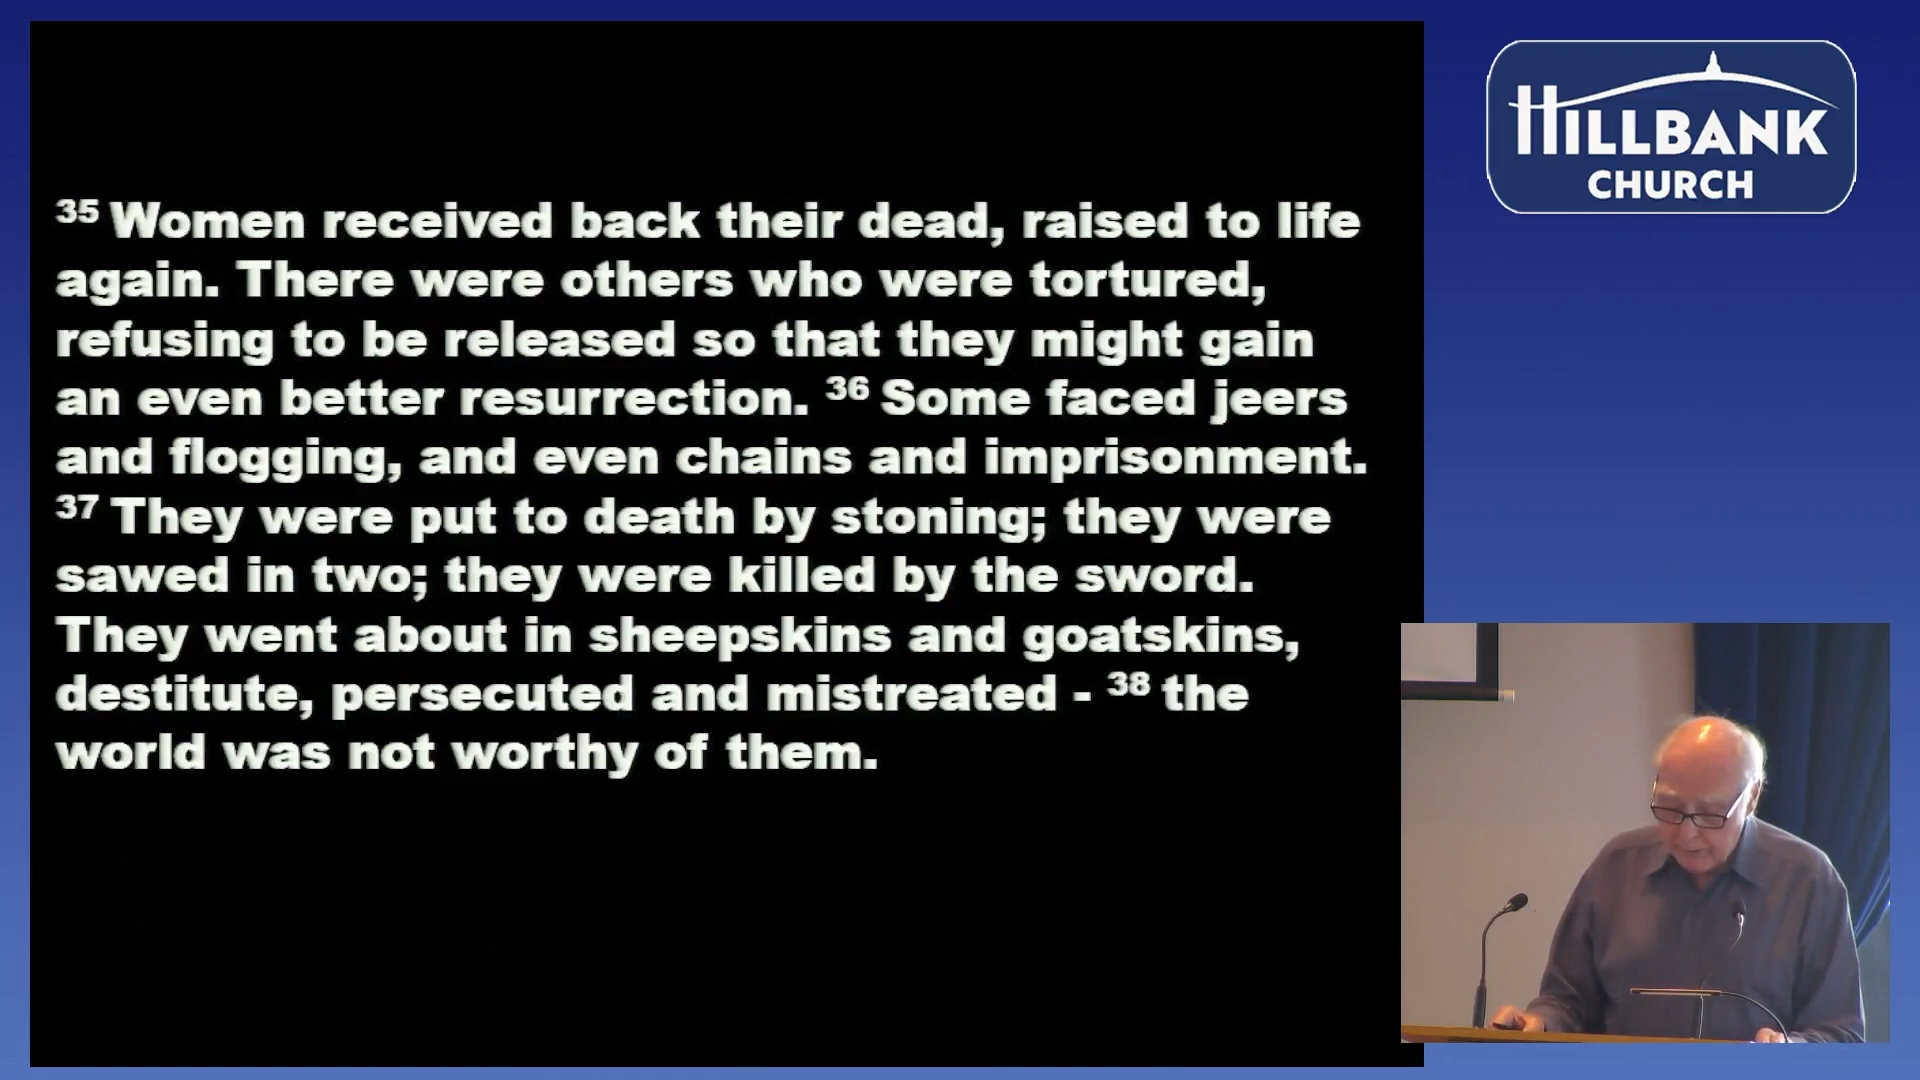 ³⁵ Women received back their dead, raised to life
again. There were others who were tortured,
refusing to be released so that they might gain
an even better resurrection. ³⁶ Some faced jeers
and flogging, and even chains and imprisonment.
³⁷ They were put to death by stoning; they were
sawed in two; they were killed by the sword.
They went about in sheepskins and goatskins,
destitute, persecuted and mistreated - ³⁸ the
world was not worthy of them.
HILLBANK
CHURCH